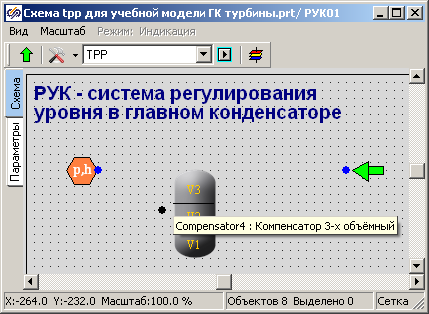 Схема tpp для учебной модели ГК турбины.prt/ РУК01
Вид Масштаб Режим: Индикация
TPP
Схема
Параметры
РУК - система регулирования
уровня в главном конденсаторе
p,h
V3
Compensator4 : Компенсатор 3-х объёмный
V1
X:-264.0 Y:-232.0 Масштаб:100.0 % Объектов 8 Выделено 0 Сетка